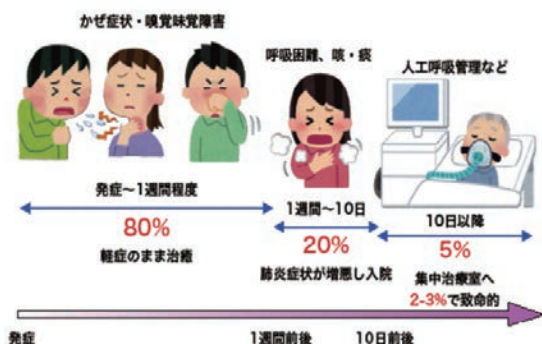 かぜ症状・嗅覚味覚障害
呼吸困難、咳・痰
人工呼吸管理など
発症〜1週間程度
80%
軽症のまま治癒
1週間〜10日
20%
肺炎症状が増悪し入院
10日以降
5%
集中治療室へ
2-3%で致命的
発症
1週間前後
10日前後